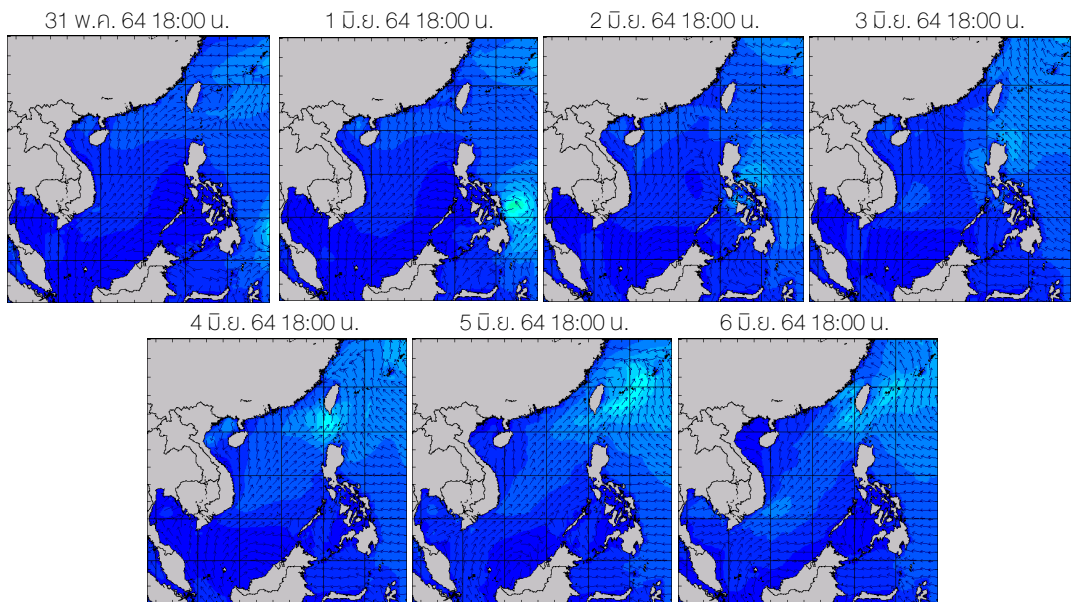 31 พ.ค. 64 18:00 น.
1 มิ.ย. 64 18:00 น.
2 มิ.ย. 64 18:00 น.
3 มิ.ย. 64 18:00 น.
4 มิ.ย. 64 18:00 น.
5 มิ.ย. 64 18:00 น.
6 มิ.ย. 64 18:00 น.